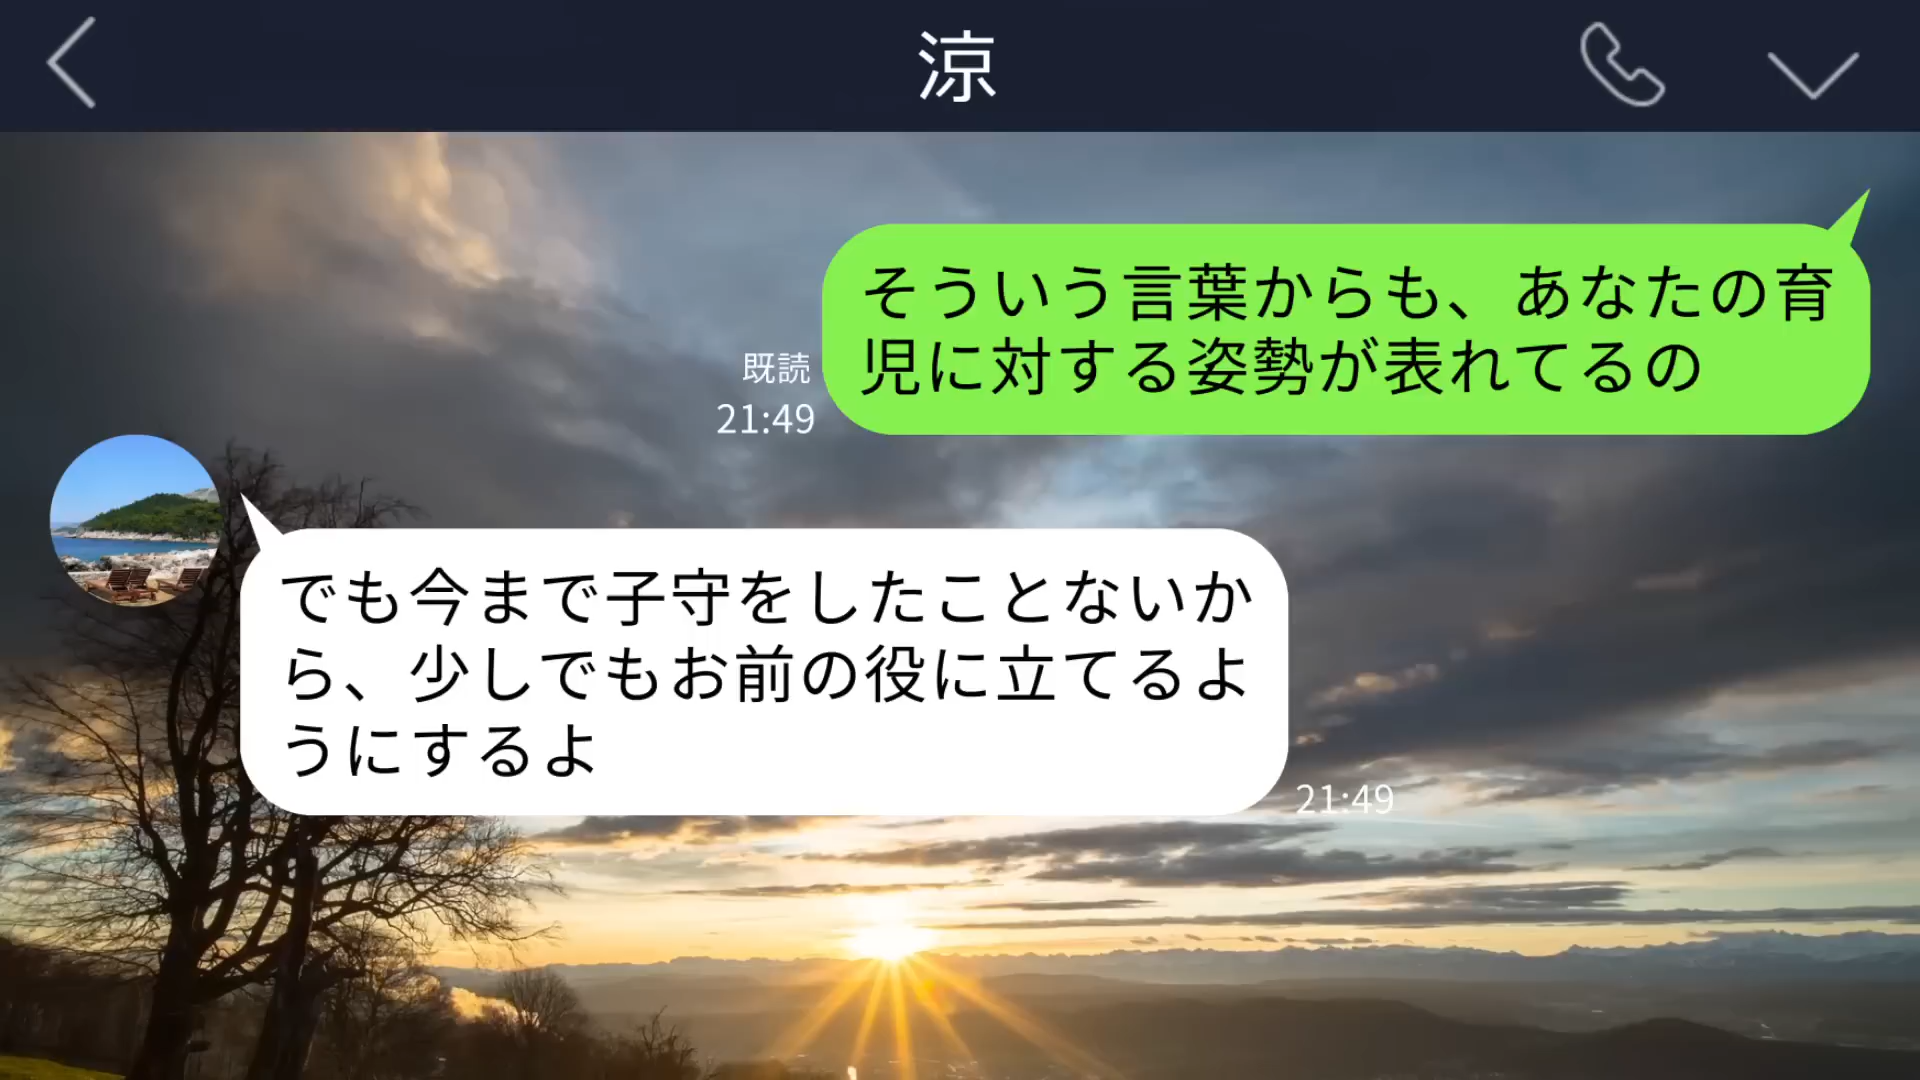 涼
そういう言葉からも、あなたの育
児に対する姿勢が表れてるの
既読
21:49
でも今まで子守をしたことないか
ら、少しでもお前の役に立てるよ
うにするよ
21:49